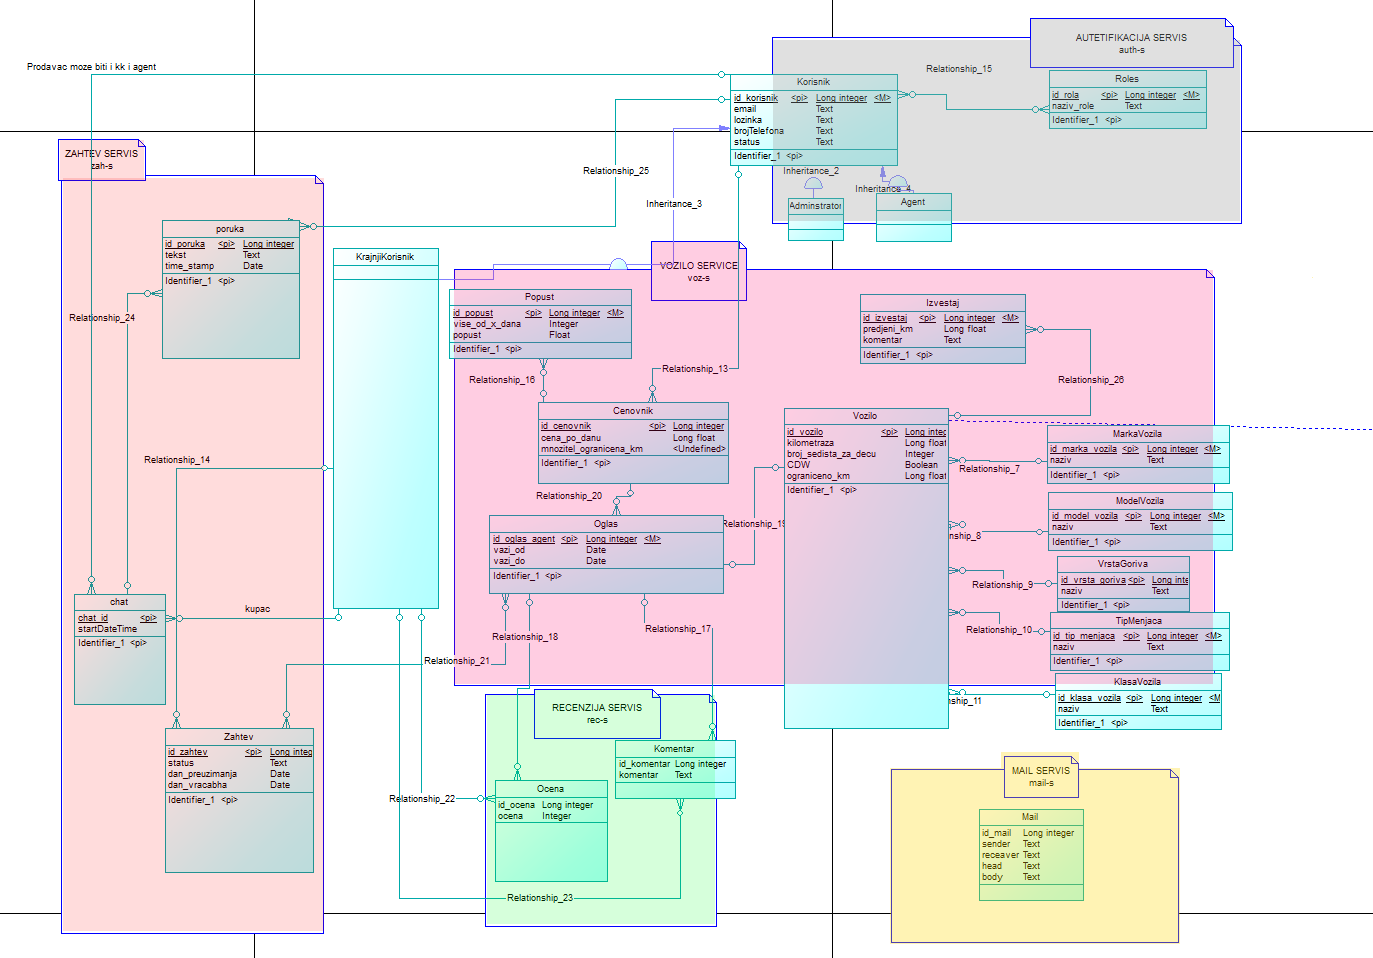 AUTETIFIKACIJA SERVIS
auth-s
Prodavac moze biti i kk i agent
Relationship_15
Korisnik
id_korisnik <pi> Long integer <M>
email Text
lozinka Text
brojTelefona Text
status Text
Identifier_1 <pi>
Roles
id_rola <pi> Long integer <M>
naziv_role Text
Identifier_1 <pi>
Inheritance_2
Inheritance_4
Adminstrator
Agent
ZAHTEV SERVIS
zah-s
Relationship_25
Inheritance_3
poruka
id_poruka <pi> Long integer
tekst Text
time_stamp Date
Identifier_1 <pi>
KrajnjiKorisnik
VOZILO SERVICE
voz-s
Relationship_24
Popust
id_popust <pi> Long integer <M>
vise_od_x_dana Integer
popust Float
Identifier_1 <pi>
Izvestaj
id_izvestaj <pi> Long integer <M>
predjeni_km Long float
komentar Text
Identifier_1 <pi>
Relationship_13
Relationship_16
Relationship_26
Cenovnik
id_cenovnik <pi> Long integer
cena_po_danu Long float
mnozitel_ogranicena_km <Undefined>
Identifier_1 <pi>
Vozilo
id_vozilo <pi> Long integ
kilometraza Long float
broj_sedista_za_decu Integer
CDW Boolean
ograniceno_km Long float
Identifier_1 <pi>
MarkaVozila
id_marka_vozila <pi> Long integer <M>
naziv Text
Identifier_1 <pi>
Relationship_14
Relationship_7
Relationship_20
ModelVozila
id_model_vozila <pi> Long integer <M>
naziv Text
Identifier_1 <pi>
Oglas
id_oglas_agent <pi> Long integer <M>
vazi_od Date
vazi_do Date
Identifier_1 <pi>
Relationship_19
nship_8
VrstaGoriva
id_vrsta_goriva <pi> Long inte
naziv Text
Identifier_1 <pi>
Relationship_9
chat
chat_id <pi>
startDateTime
Identifier_1 <pi>
kupac
TipMenjaca
id_tip_menjaca <pi> Long integer <M>
naziv Text
Identifier_1 <pi>
Relationship_10
Relationship_18
Relationship_17
Relationship_21
KlasaVozila
id_klasa_vozila <pi> Long integer <M
naziv Text
Identifier_1 <pi>
ship_11
RECENZIJA SERVIS
rec-s
Zahtev
id_zahtev <pi> Long integ
status Text
dan_preuzimanja Date
dan_vracabha Date
Identifier_1 <pi>
Komentar
id_komentar Long integer
komentar Text
Ocena
id_ocena Long integer
ocena Integer
Relationship_22
Relationship_23
MAIL SERVIS
mail-s
Mail
id_mail Long integer
sender Text
receaver Text
head Text
body Text